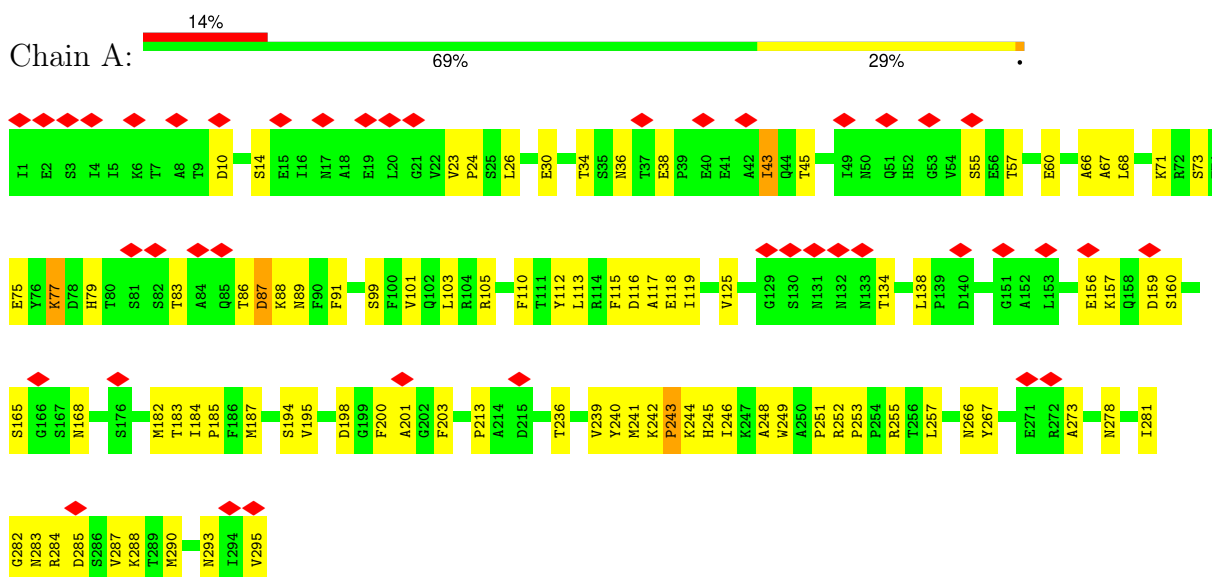 14%
Chain A:
69% 29% •
I1 E2 S3 I4 I5 K6 T7 A8 T9 D10 S14 E15 I16 N17 A18 E19 L20 G21 V22 V23 P24 S25 L26 E30 T34 S35 N36 T37 E38 P39 E40 E41 A42 I43 Q44 T45 I49 N50 Q51 H52 G53 V54 S55 E56 T57 E60 A66 A67 L68 K71 R72 S73
E75 Y76 K77 D78 H79 T80 S81 S82 T83 A84 Q85 T86 D87 K88 N89 F90 F91 S99 F100 V101 Q102 L103 R104 R105 F110 T111 Y112 L113 R114 F115 D116 A117 E118 I119 V125 G129 S130 N131 N132 N133 T134 L138 P139 D140 G151 A152 L153 E156 K157 Q158 D159 S160
S165 G166 S167 N168 S176 M182 T183 I184 P185 F186 M187 S194 V195 D198 G199 F200 A201 G202 F203 P213 A214 D215 T236 V239 Y240 M241 K242 P243 K244 H245 I246 K247 A248 W249 A250 P251 R252 P253 P254 R255 T256 L257 N266 Y267 E271 R272 A273 N278 I281
G282 N283 R284 D285 S286 V287 K288 T289 M290 N293 I294 V295